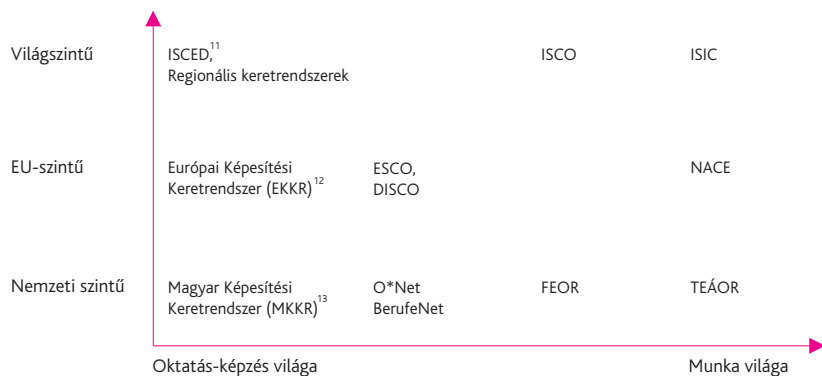 Világszintű
ISCED,11
Regionális keretrendszerek
ISCO
ISIC
EU-szintű
Európai Képesítési
Keretrendszer (EKKR)12
ESCO,
DISCO
NACE
Nemzeti szintű
Magyar Képesítési
Keretrendszer (MKKR)13
O*Net
BerufeNet
FEOR
TEÁOR
Oktatás-képzés világa
Munka világa